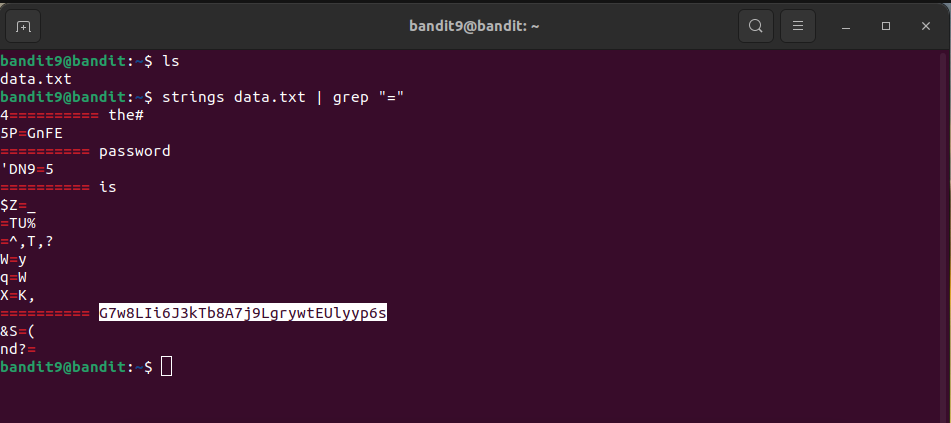 bandit9@bandit: ~
bandit9@bandit:~$ ls
data.txt
bandit9@bandit:~$ strings data.txt | grep "="
4========== the#
5P=GnFE
========== password
'DN9=5
========== is
$Z=_
=TU%
=^,T,?
W=y
q=W
X=K,
========== G7w8LIi6J3kTb8A7j9LgrywtEUlyyp6s
&S=(
nd?=
bandit9@bandit:~$